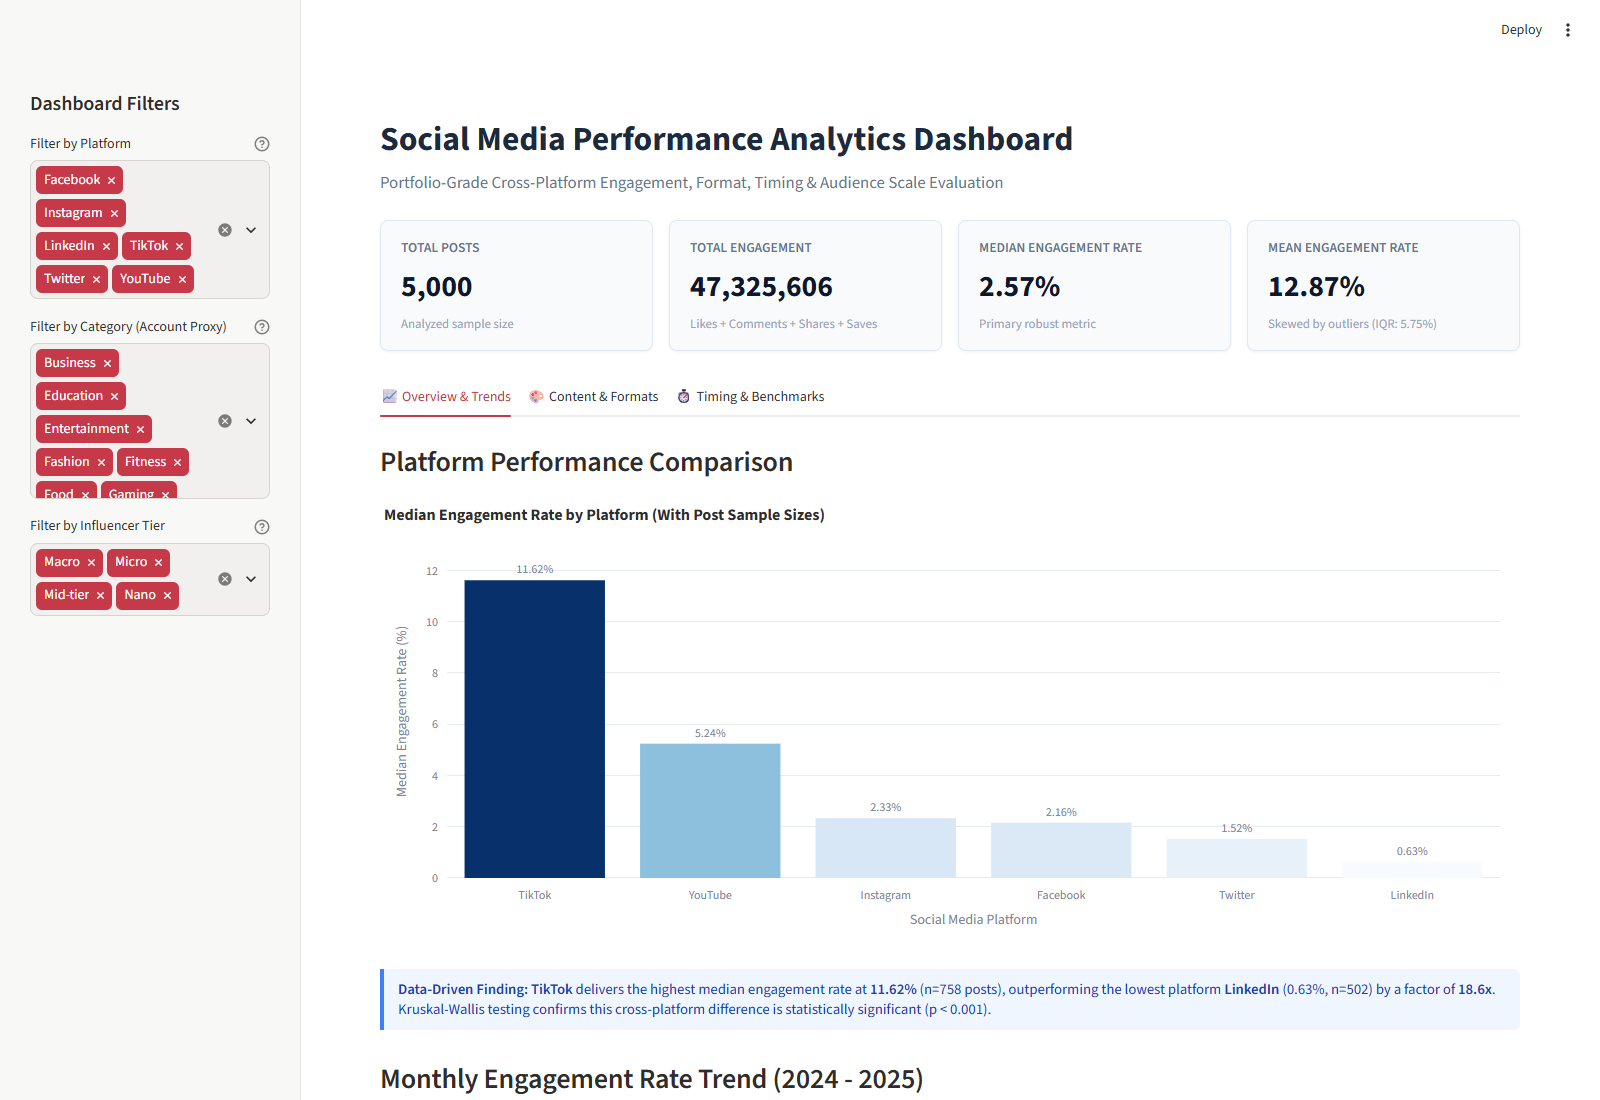 Deploy
Dashboard Filters
Filter by Platform
Facebook ×
Instagram ×
LinkedIn × TikTok ×
Twitter × YouTube ×
Filter by Category (Account Proxy)
Business ×
Education ×
Entertainment ×
Fashion × Fitness ×
Food × Gaming ×
Filter by Influencer Tier
Macro × Micro ×
Mid-tier × Nano ×
Social Media Performance Analytics Dashboard
Portfolio-Grade Cross-Platform Engagement, Format, Timing & Audience Scale Evaluation
TOTAL POSTS
5,000
Analyzed sample size
TOTAL ENGAGEMENT
47,325,606
Likes + Comments + Shares + Saves
MEDIAN ENGAGEMENT RATE
2.57%
Primary robust metric
MEAN ENGAGEMENT RATE
12.87%
Skewed by outliers (IQR: 5.75%)
Overview & Trends
Content & Formats
Timing & Benchmarks
Platform Performance Comparison
Median Engagement Rate by Platform (With Post Sample Sizes)
Median Engagement Rate (%)
12
10
8
6
4
2
0
11.62%
5.24%
2.33%
2.16%
1.52%
0.63%
TikTok
YouTube
Instagram
Facebook
Twitter
LinkedIn
Social Media Platform
Data-Driven Finding: TikTok delivers the highest median engagement rate at 11.62% (n=758 posts), outperforming the lowest platform LinkedIn (0.63%, n=502) by a factor of 18.6x.
Kruskal-Wallis testing confirms this cross-platform difference is statistically significant (p < 0.001).
Monthly Engagement Rate Trend (2024 - 2025)